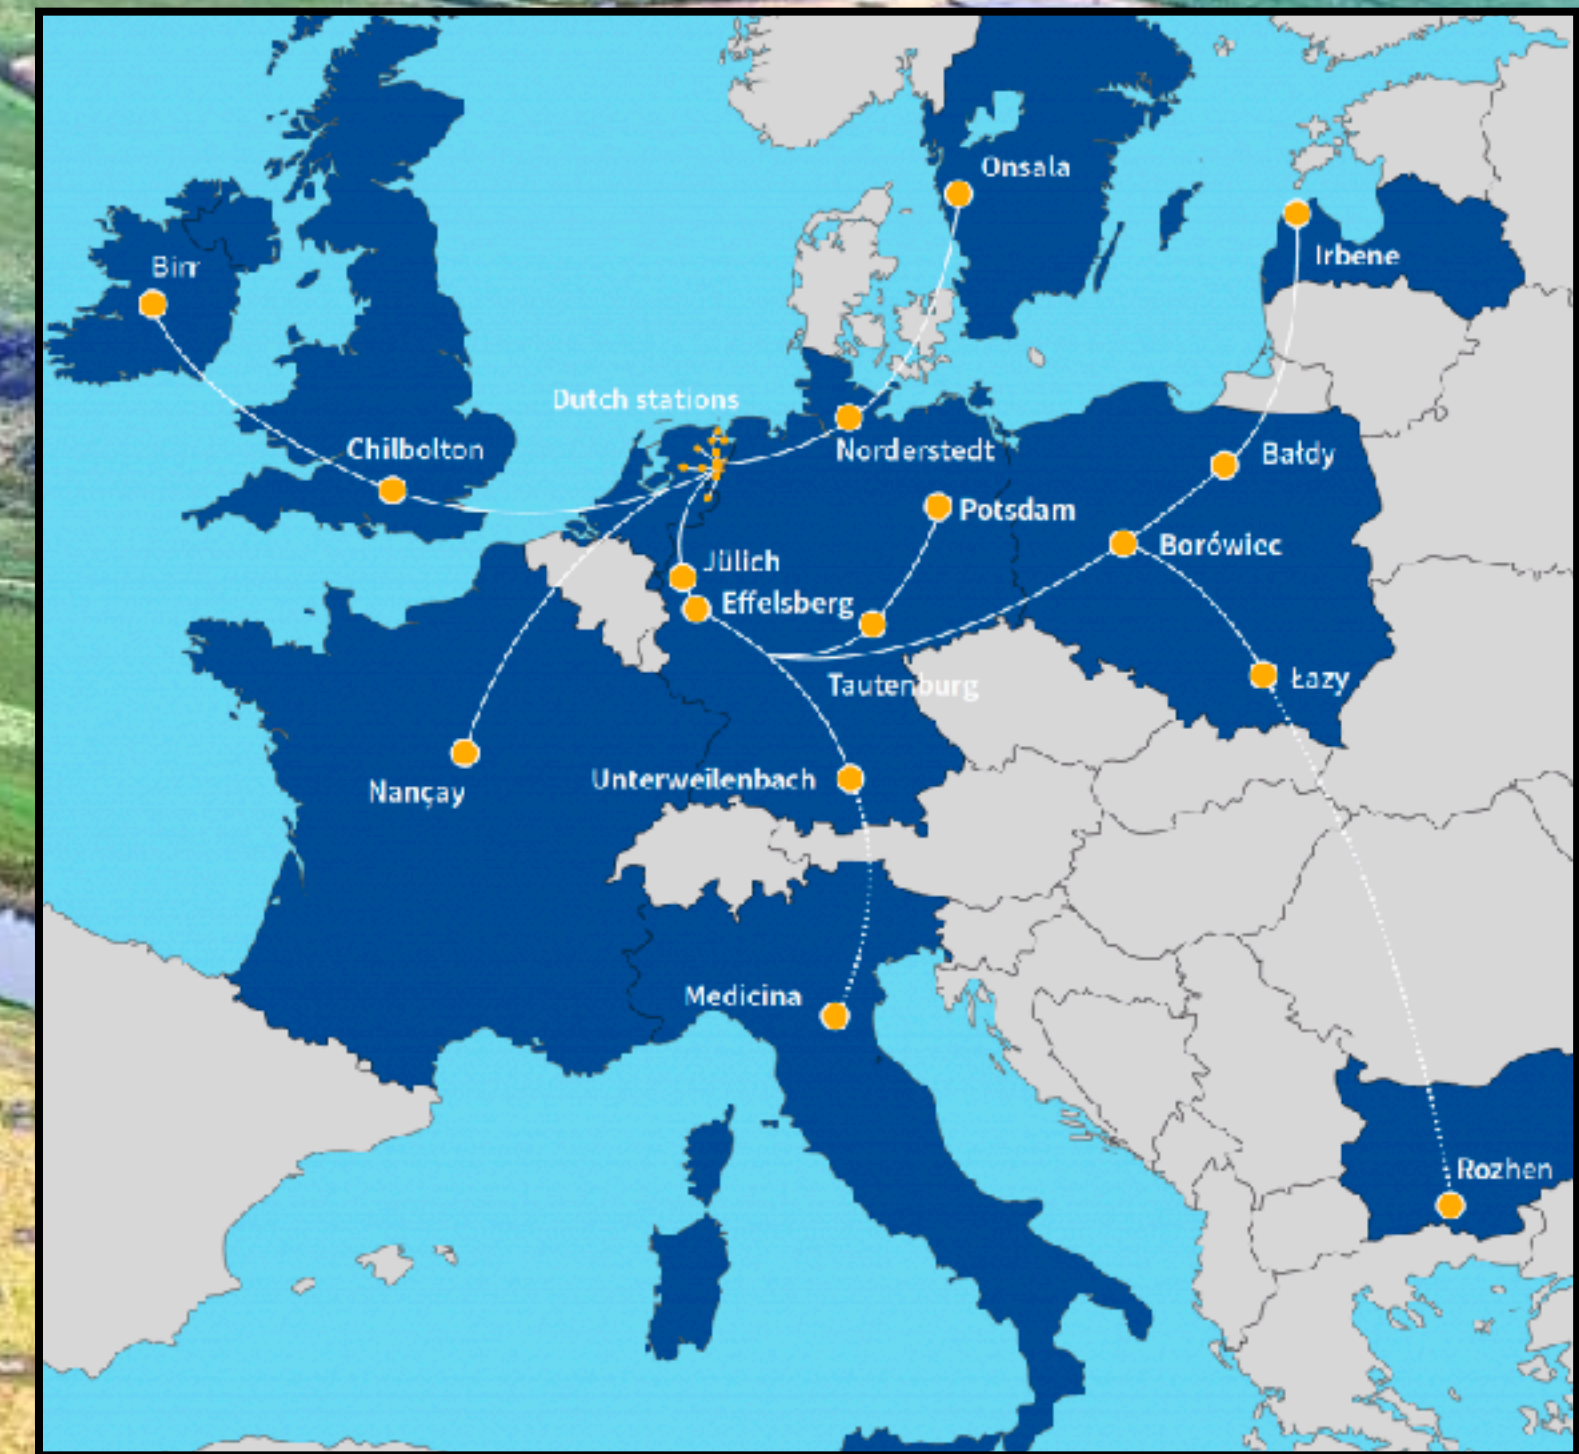 Onsala
Irbene
Birr
Dutch stations
Chilbolton
Norderstedt
Bałdy
Potsdam
Borówiec
Jülich
Effelsberg
Tautenburg
Łazy
Unterweilenbach
Nançay
Medicina
Rozhen